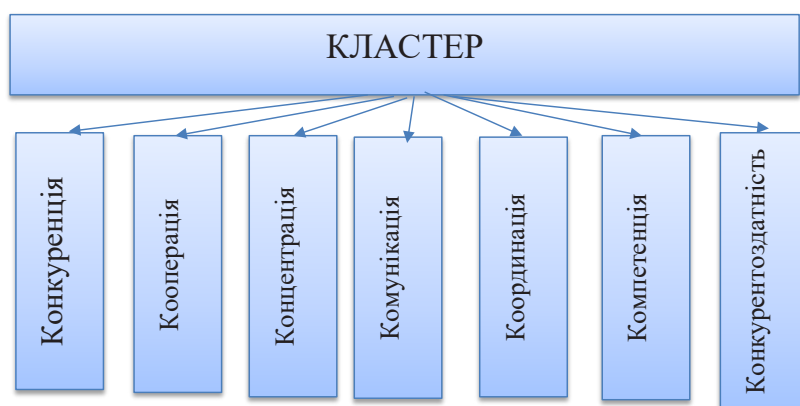 КЛАСТЕР
Конкуренція
Кооперація
Концентрація
Комунікація
Координація
Компетенція
Конкурентоздатність